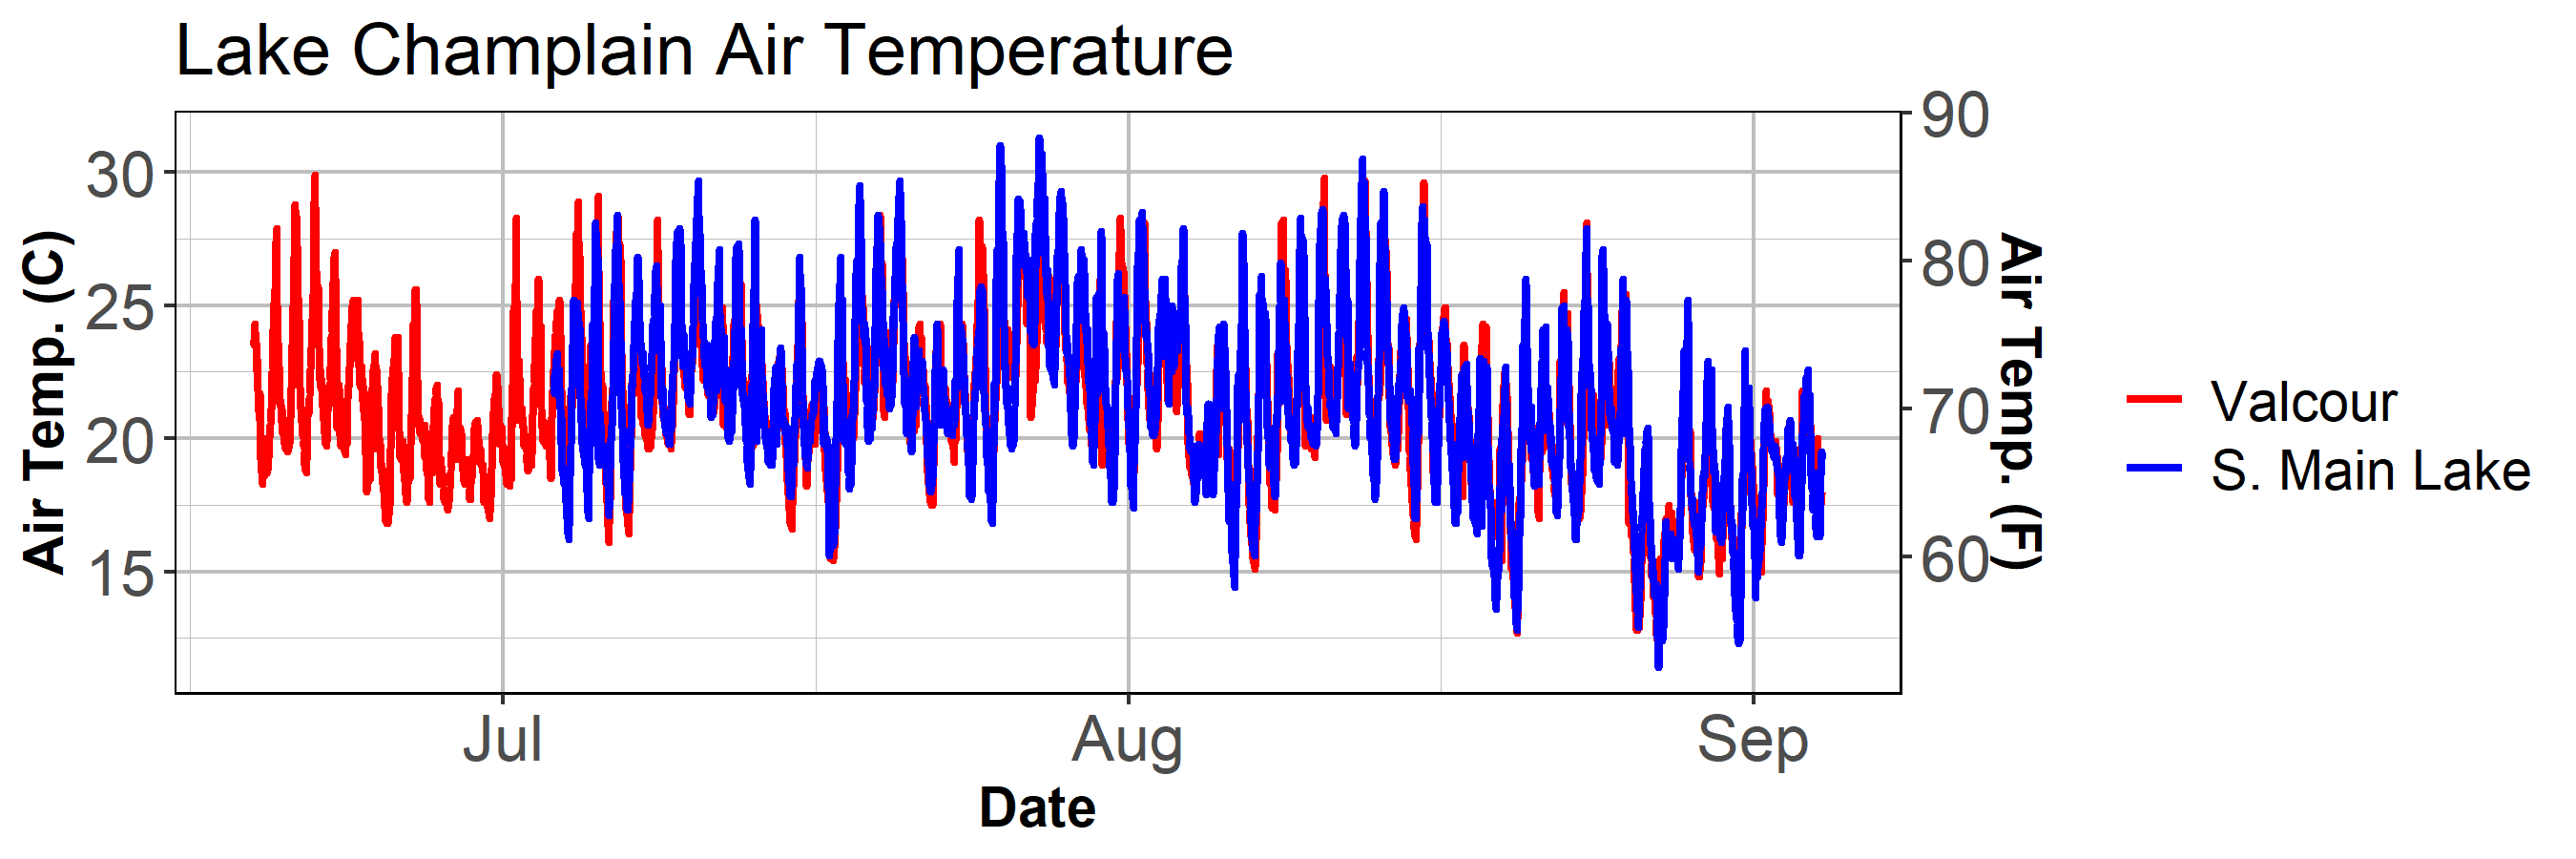 Lake Champlain Air Temperature
Air Temp. (C)
30
25
20
15
90
80
70
60
Air Temp. (F)
Jul
Aug
Sep
Date
Valcour
S. Main Lake